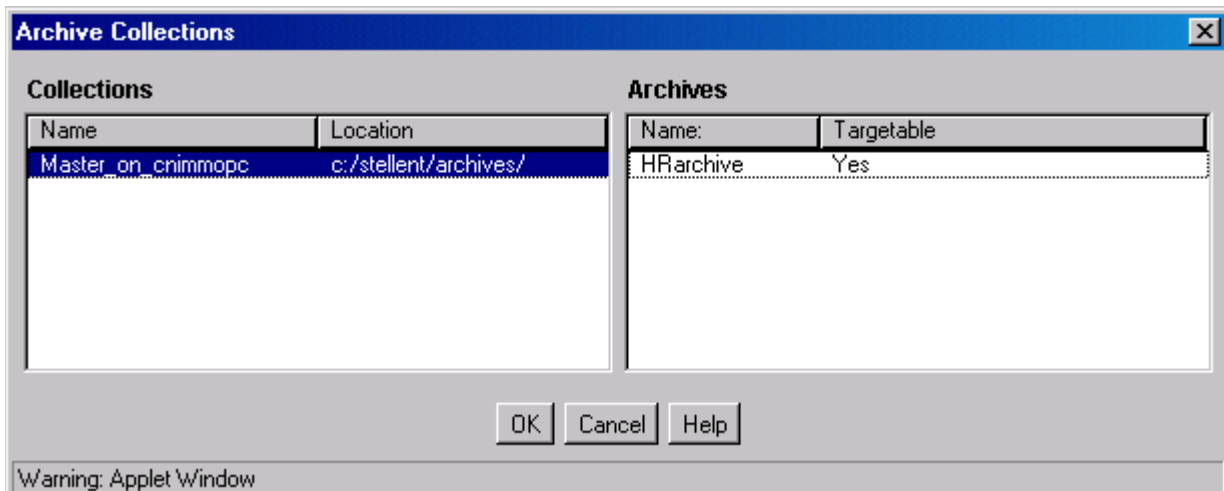 Archive Collections
Collections
Name Location
Master_on_cnimmopc c:/stellent/archives/
Archives
Name: Targetable
HRarchive Yes
OK Cancel Help
Warning: Applet Window